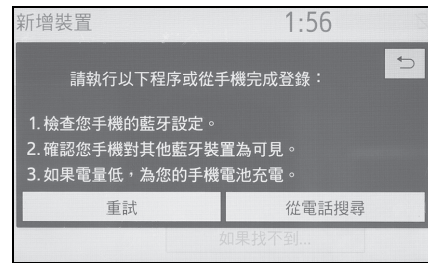 新增裝置
1:56
請執行以下程序或從手機完成登錄：
1.檢查您手機的藍牙設定。
2.確認您手機對其他藍牙裝置為可見。
3.如果電量低，為您的手機電池充電。
重試
從電話搜尋
如果找不到...